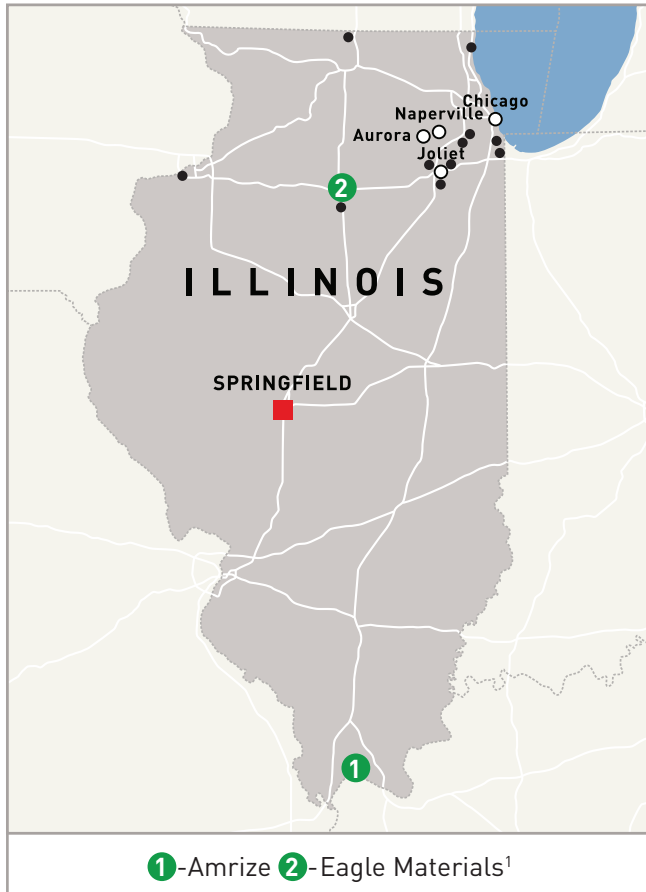 Chicago
Naperville
Aurora
Joliet
2
ILLINOIS
SPRINGFIELD
1
1-Amrize 2-Eagle Materials¹